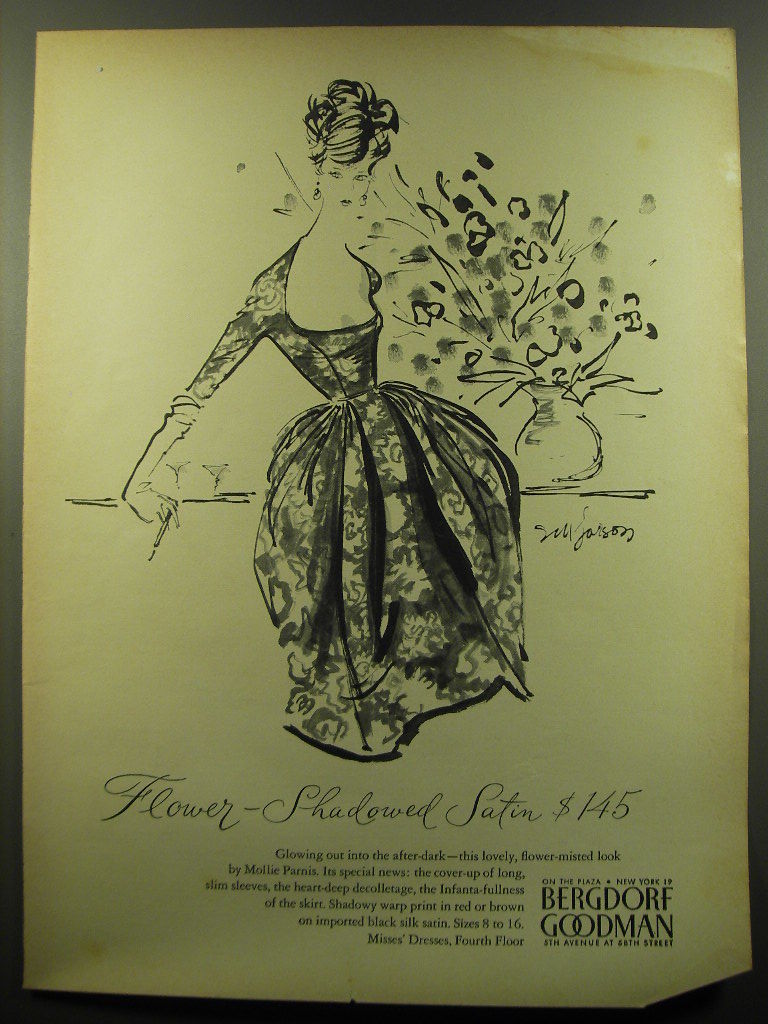 Flower-Shadowed Satin $145
Glowing out into the after-dark—this lovely, flower-misted look
by Mollie Parnis. Its special news: the cover-up of long,
slim sleeves, the heart-deep decolletage, the Infanta-fullness
of the skirt. Shadowy warp print in red or brown
on imported black silk satin. Sizes 8 to 16.
Misses' Dresses, Fourth Floor
ON THE PLAZA • NEW YORK 19
BERGDORF
GOODMAN
5TH AVENUE AT 58TH STREET